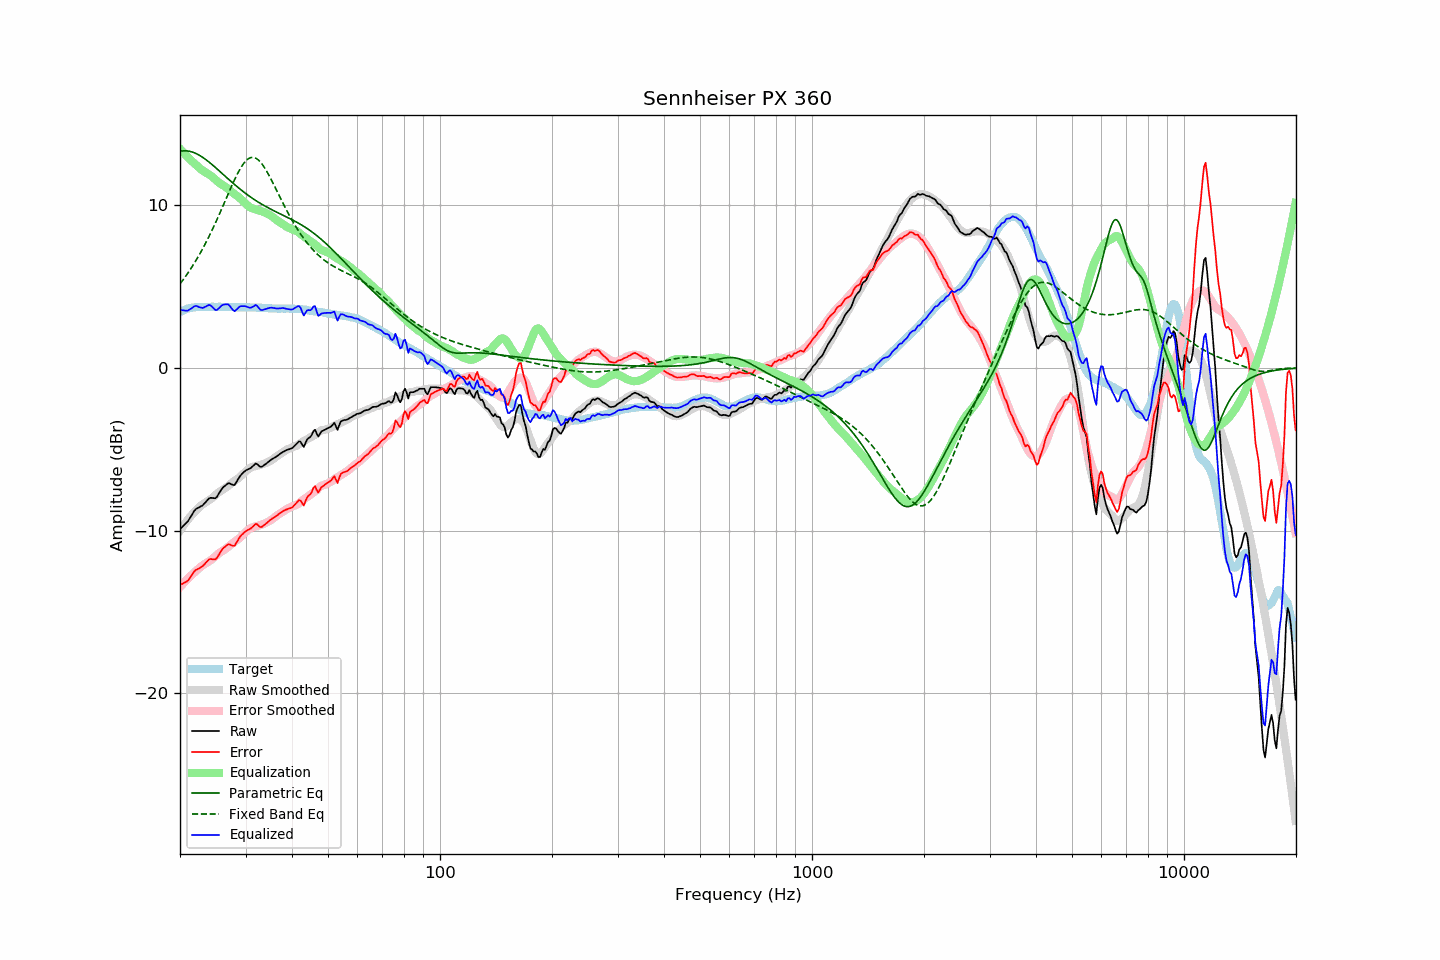 Sennheiser PX 360
Amplitude (dBr)
10
0
−10
−20
Target
Raw Smoothed
Error Smoothed
Raw
Error
Equalization
Parametric Eq
Fixed Band Eq
Equalized
100
1000
10000
Frequency (Hz)